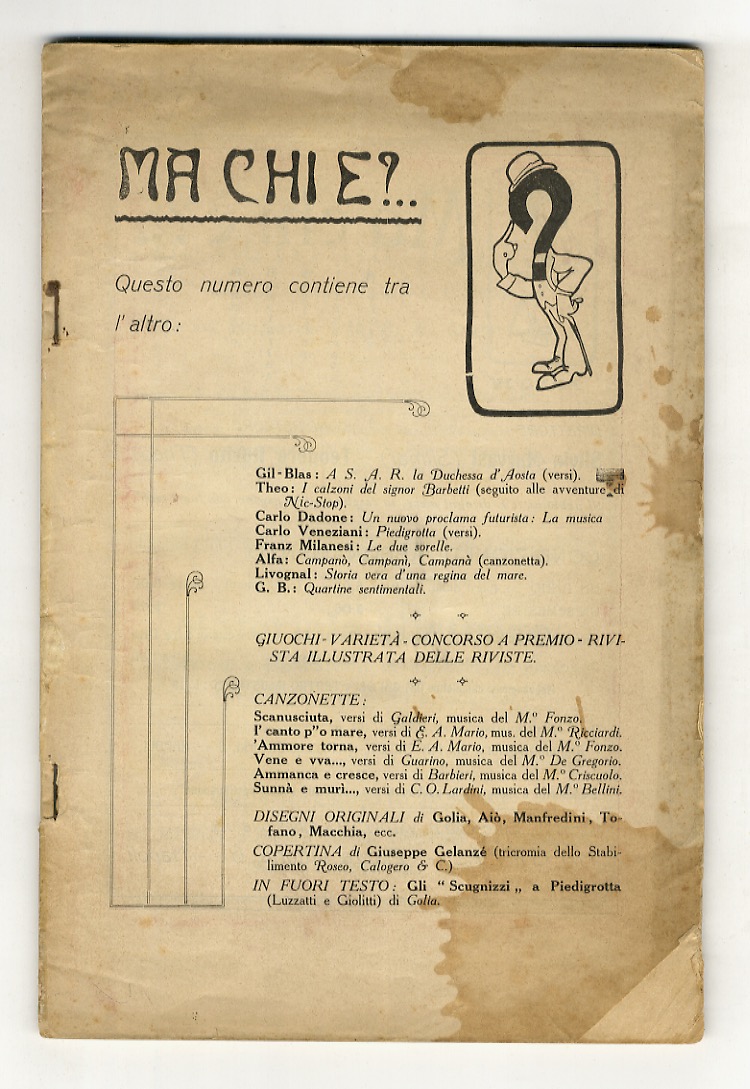 MA CHI E?...
Questo numero contiene tra
l'altro:
Gil-Blas: A S. A. R. la Duchessa d'Aosta (versi).
Theo: I calzoni del signor Barbetti (seguito alle avventure di
Nic-Stop).
Carlo Dadone: Un nuovo proclama futurista: La musica
Carlo Veneziani: Piedigrotta (versi).
Franz Milanesi: Le due sorelle.
Alfa: Campanò, Campanì, Campanà (canzonetta).
Livognal: Storia vera d'una regina del mare.
G. B.: Quartine sentimentali.
GIUOCHI - VARIETÀ - CONCORSO A PREMIO - RIVI-
STA ILLUSTRATA DELLE RIVISTE.
CANZONETTE:
Scanusciuta, versi di Galdieri, musica del M.º Fonzo.
I' canto p"o mare, versi di E. A. Mario, mus. del M.º Ricciardi.
'Ammore torna, versi di E. A. Mario, musica del M.º Fonzo.
Vene e vva..., versi di Guarino, musica del M.º De Gregorio.
Ammanca e cresce, versi di Barbieri, musica del M.º Criscuolo.
Sunnà e murì..., versi di C. O. Lardini, musica del M.º Bellini.
DISEGNI ORIGINALI di Golia, Aiò, Manfredini, To-
fano, Macchia, ecc.
COPERTINA di Giuseppe Gelanzé (tricromia dello Stabi-
limento Roseo, Calogero & C.)
IN FUORI TESTO: Gli "Scugnizzi„ a Piedigrotta
(Luzzatti e Giolitti) di Golia.